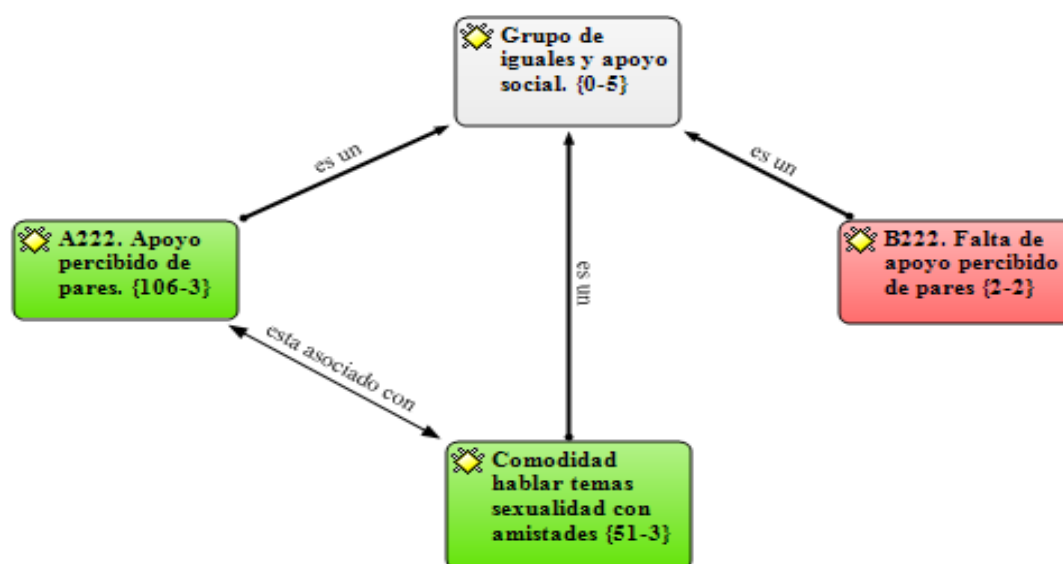 Grupo de
iguales y apoyo
social. {0-5}
es un
es un
A222. Apoyo
percibido de
pares. {106-3}
B222. Falta de
apoyo percibido
de pares {2-2}
es un
esta asociado con
Comodidad
hablar temas
sexualidad con
amistades {51-3}